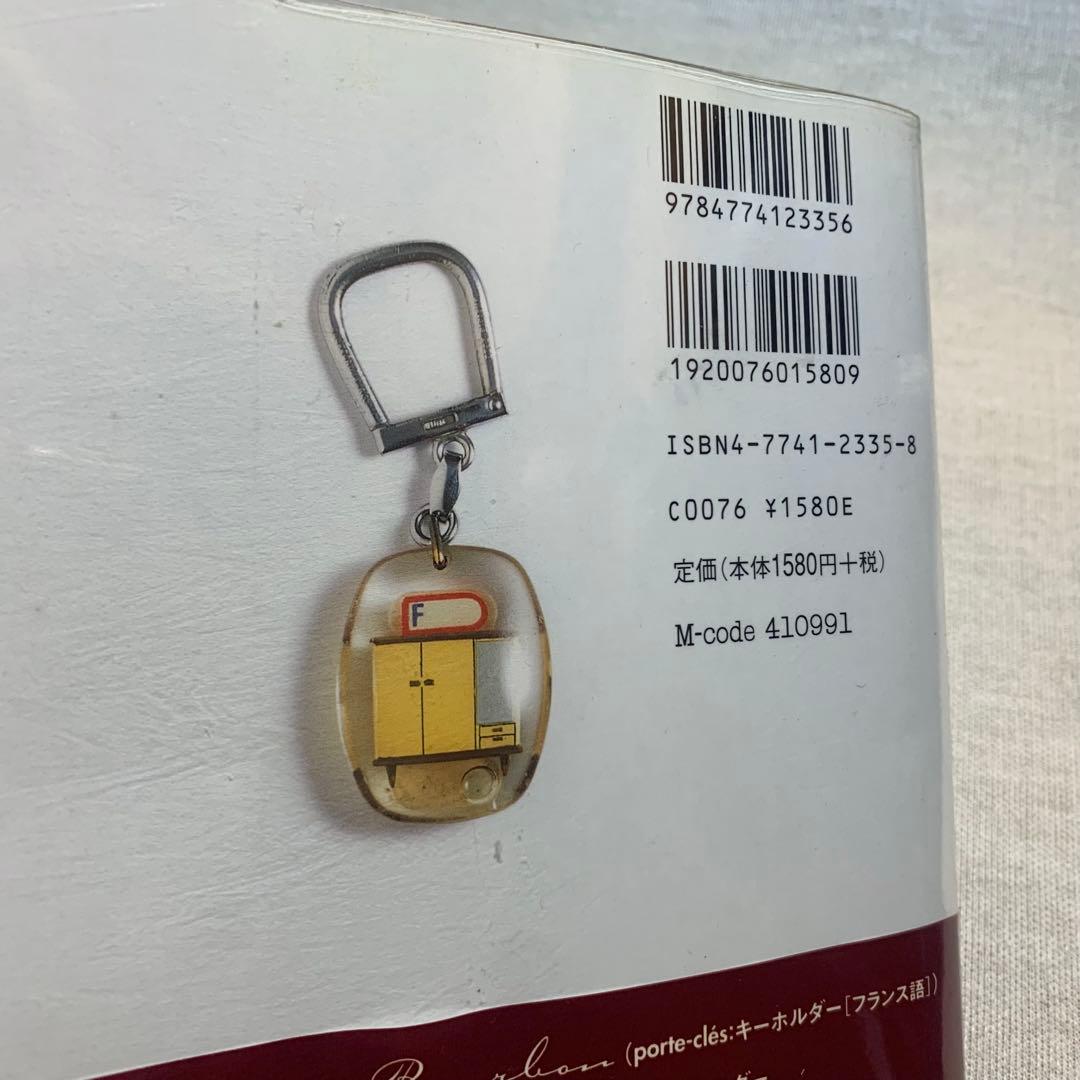 9784774123356
1920076015809
ISBN4-7741-2335-8
C0076 ¥1580E
定価(本体1580円+税)
M-code 410991
F
(porte-clés:キーホルダー[フランス語])